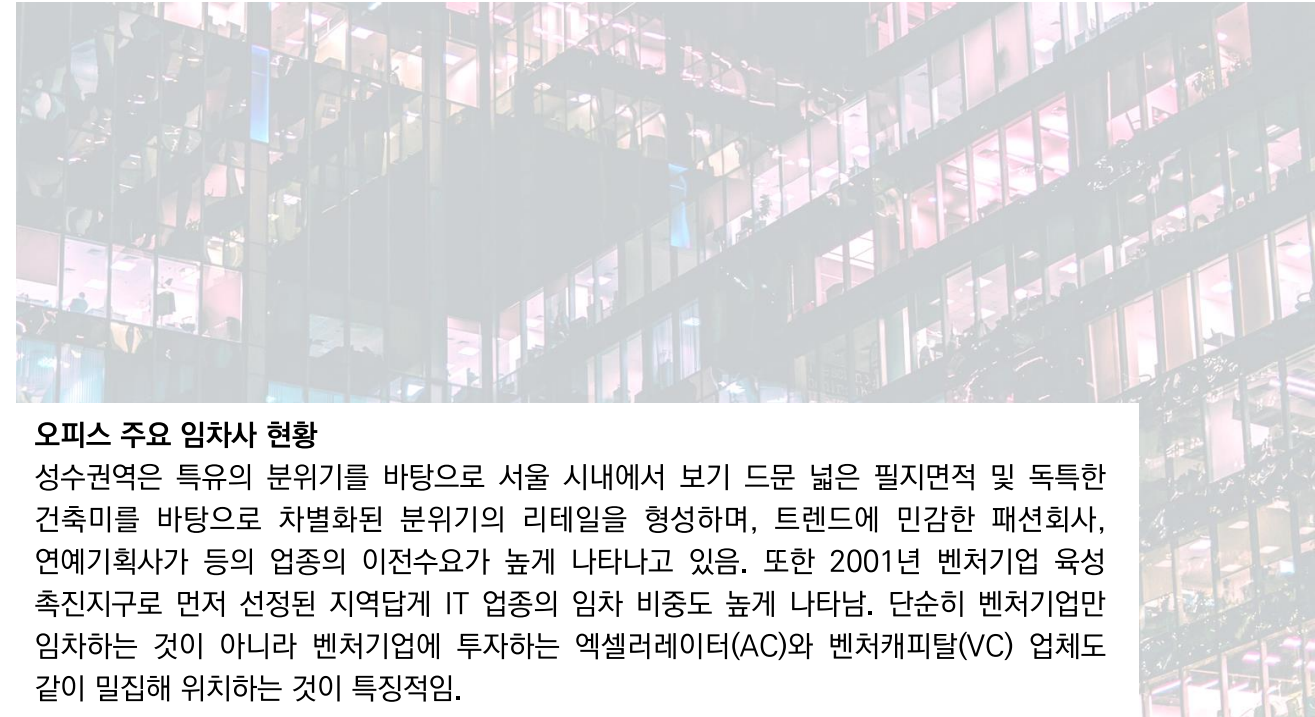 오피스 주요 임차사 현황
성수권역은 특유의 분위기를 바탕으로 서울 시내에서 보기 드문 넓은 필지면적 및 독특한
건축미를 바탕으로 차별화된 분위기의 리테일을 형성하며, 트렌드에 민감한 패션회사,
연예기획사가 등의 업종의 이전수요가 높게 나타나고 있음. 또한 2001년 벤처기업 육성
촉진지구로 먼저 선정된 지역답게 IT 업종의 임차 비중도 높게 나타남. 단순히 벤처기업만
임차하는 것이 아니라 벤처기업에 투자하는 엑셀러레이터(AC)와 벤처캐피탈(VC) 업체도
같이 밀집해 위치하는 것이 특징적임.